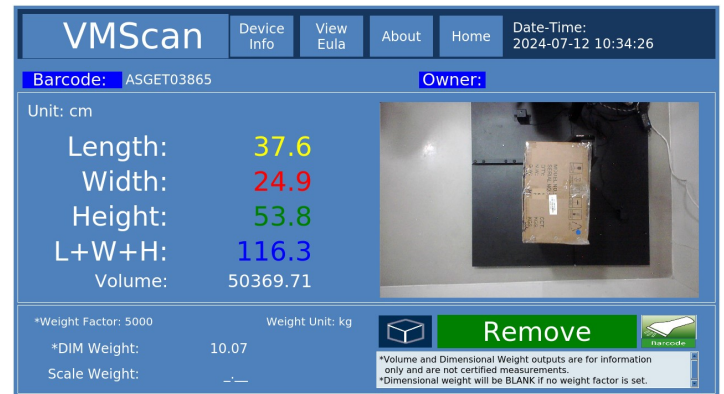 VMScan
Device Info
View Eula
About
Home
Date-Time:
2024-07-12 10:34:26
Barcode: ASGET03865
Owner:
Unit: cm
Length: 37.6
Width: 24.9
Height: 53.8
L+W+H: 116.3
Volume: 50369.71
*Weight Factor: 5000 Weight Unit: kg
*DIM Weight: 10.07
Scale Weight: _.__
Remove
Barcode
*Volume and Dimensional Weight outputs are for information
only and are not certified measurements.
*Dimensional weight will be BLANK if no weight factor is set.